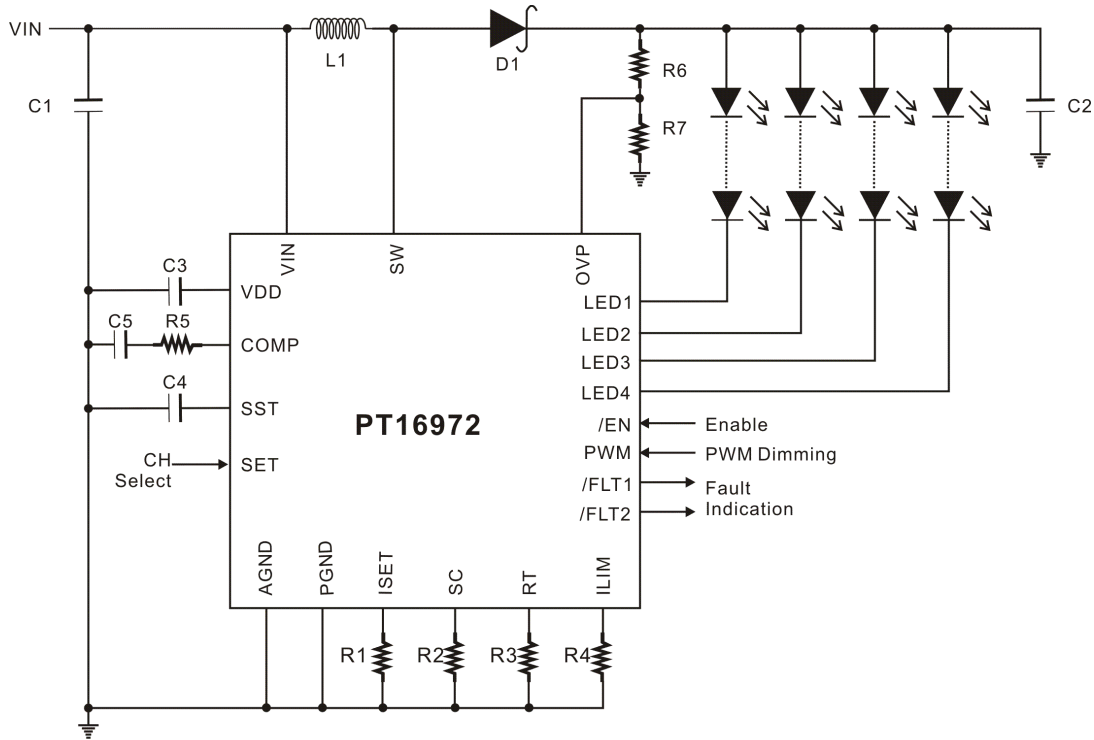 VIN
L1
D1
R6
C1
C2
R7
VIN
SW
OVP
C3
VDD
LED1
C5
R5
COMP
LED2
LED3
C4
SST
LED4
PT16972
/EN
Enable
PWM
PWM Dimming
CH
Select
SET
/FLT1
/FLT2
Fault
Indication
AGND
PGND
ISET
SC
RT
ILIM
R1
R2
R3
R4